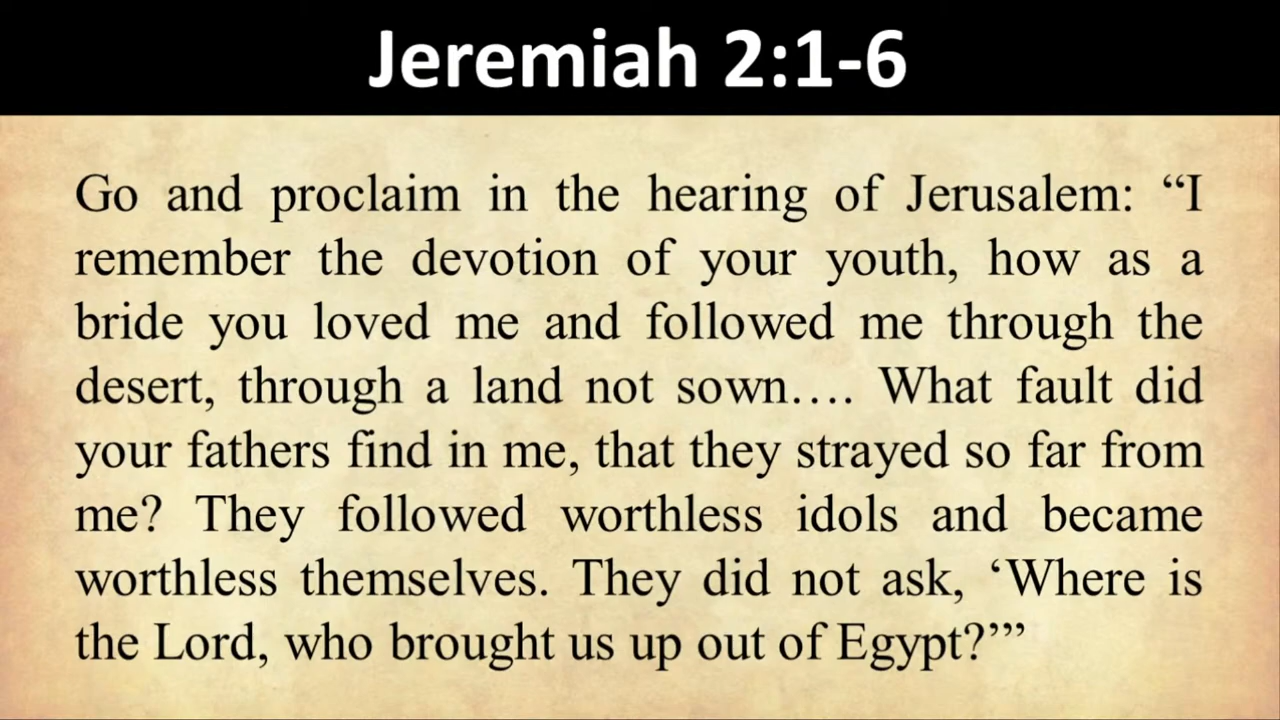 Jeremiah 2:1-6
Go and proclaim in the hearing of Jerusalem: “I
remember the devotion of your youth, how as a
bride you loved me and followed me through the
desert, through a land not sown…. What fault did
your fathers find in me, that they strayed so far from
me? They followed worthless idols and became
worthless themselves. They did not ask, ‘Where is
the Lord, who brought us up out of Egypt?’”